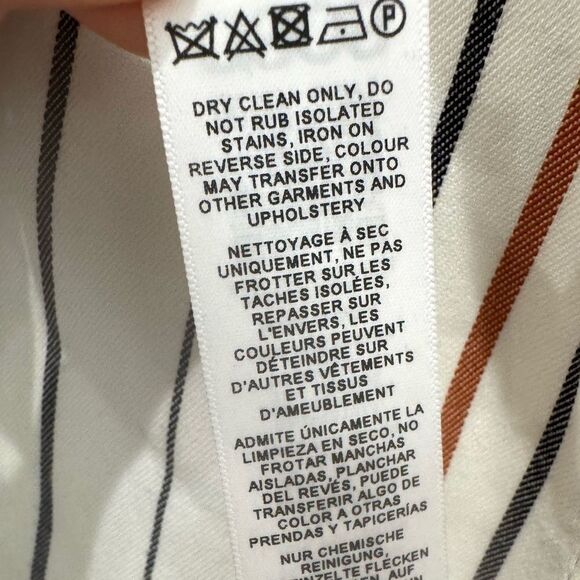 P
DRY CLEAN ONLY, DO
NOT RUB ISOLATED
STAINS, IRON ON
REVERSE SIDE, COLOUR
MAY TRANSFER ONTO
OTHER GARMENTS AND
UPHOLSTERY
NETTOYAGE À SEC
UNIQUEMENT, NE PAS
FROTTER SUR LES
TACHES ISOLÉES,
REPASSER SUR
L'ENVERS, LES
COULEURS PEUVENT
DÉTEINDRE SUR
D'AUTRES VÊTEMENTS
ET TISSUS
D'AMEUBLEMENT
ADMITE ÚNICAMENTE LA
LIMPIEZA EN SECO, NO
FROTAR MANCHAS
AISLADAS, PLANCHAR
DEL REVÉS, PUEDE
TRANSFERIR ALGO DE
COLOR A OTRAS
PRENDAS Y TAPICERÍAS
NUR CHEMISCHE
REINIGUNG,
FLECKEN
AUF